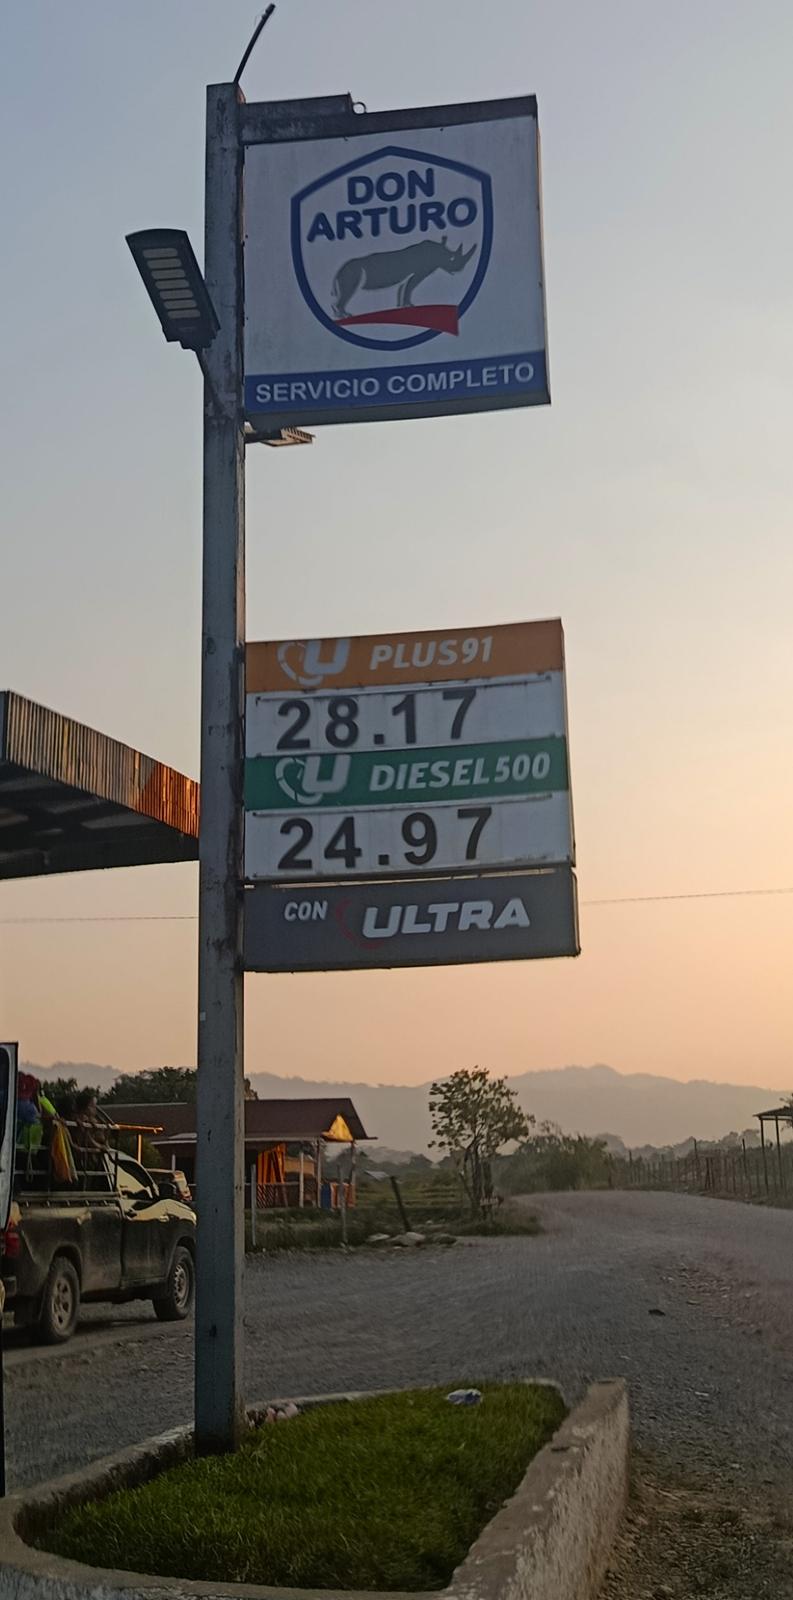 DON
ARTURO
SERVICIO COMPLETO
U PLUS91
28.17
U DIESEL500
24.97
CON ULTRA